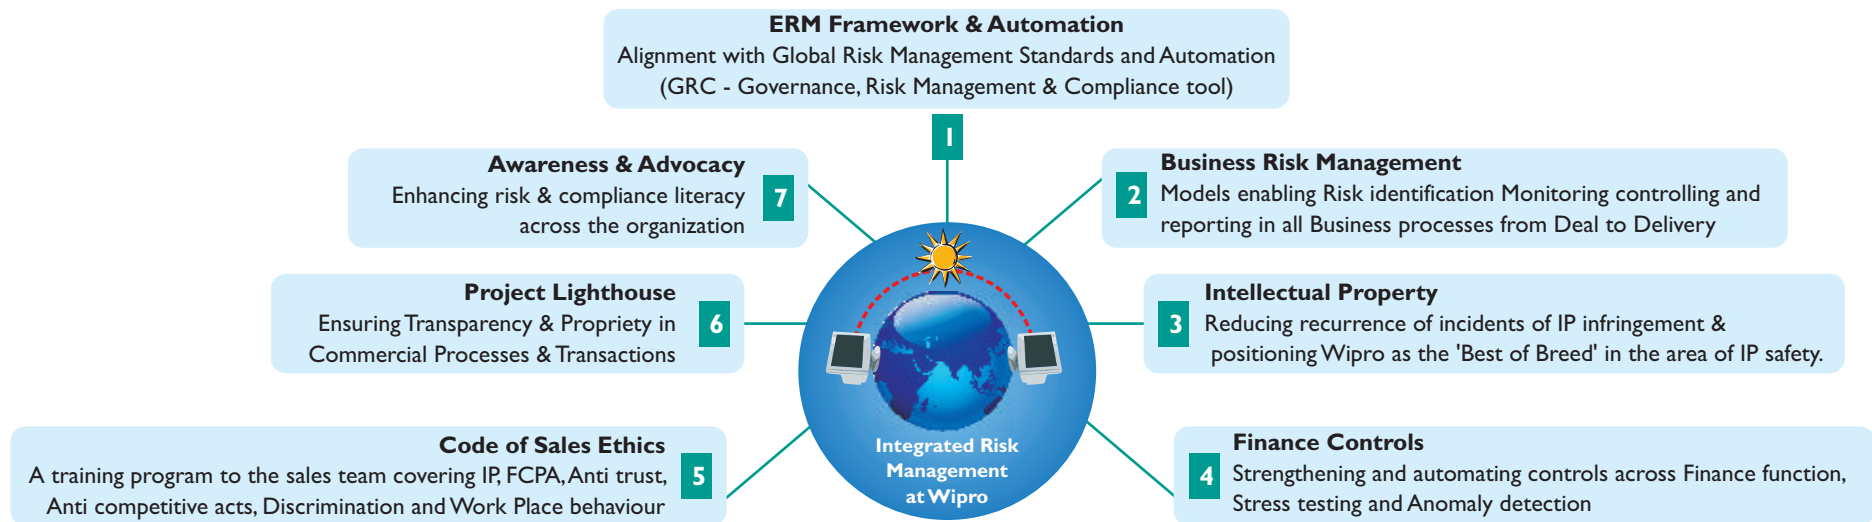 ERM Framework & Automation
Alignment with Global Risk Management Standards and Automation
(GRC - Governance, Risk Management & Compliance tool)
1
Business Risk Management
2
Models enabling Risk identification Monitoring controlling and
reporting in all Business processes from Deal to Delivery
Intellectual Property
3
Reducing recurrence of incidents of IP infringement &
positioning Wipro as the 'Best of Breed' in the area of IP safety.
Finance Controls
4
Strengthening and automating controls across Finance function,
Stress testing and Anomaly detection
Code of Sales Ethics
5
A training program to the sales team covering IP, FCPA, Anti trust,
Anti competitive acts, Discrimination and Work Place behaviour
Project Lighthouse
6
Ensuring Transparency & Propriety in
Commercial Processes & Transactions
Awareness & Advocacy
7
Enhancing risk & compliance literacy
across the organization
Integrated Risk
Management
at Wipro